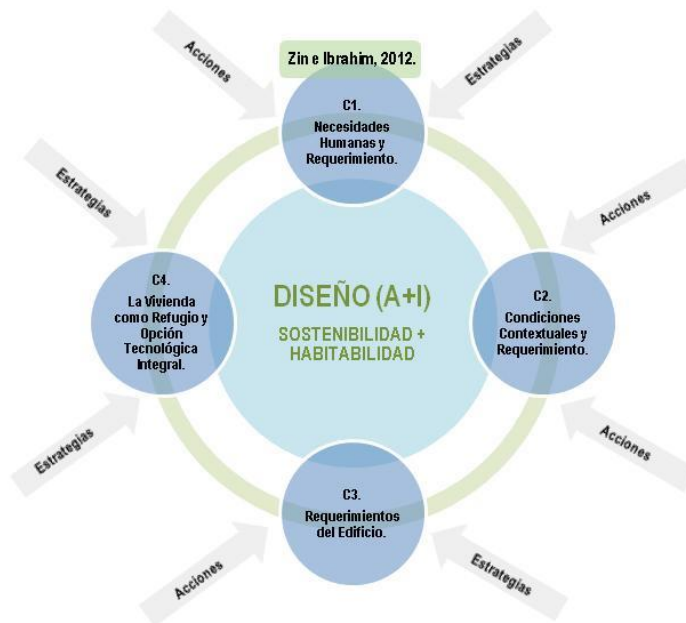 Acciones
Zin e Ibrahim, 2012.
Estrategias
C1.
Necesidades
Humanas y
Requerimiento.
Estrategias
Acciones
C4.
La Vivienda
como Refugio y
Opción
Tecnológica
Integral.
DISEÑO (A+I)
SOSTENIBILIDAD +
HABITABILIDAD
C2.
Condiciones
Contextuales y
Requerimiento.
Estrategias
Acciones
C3.
Requerimientos
del Edificio.
Acciones
Estrategias